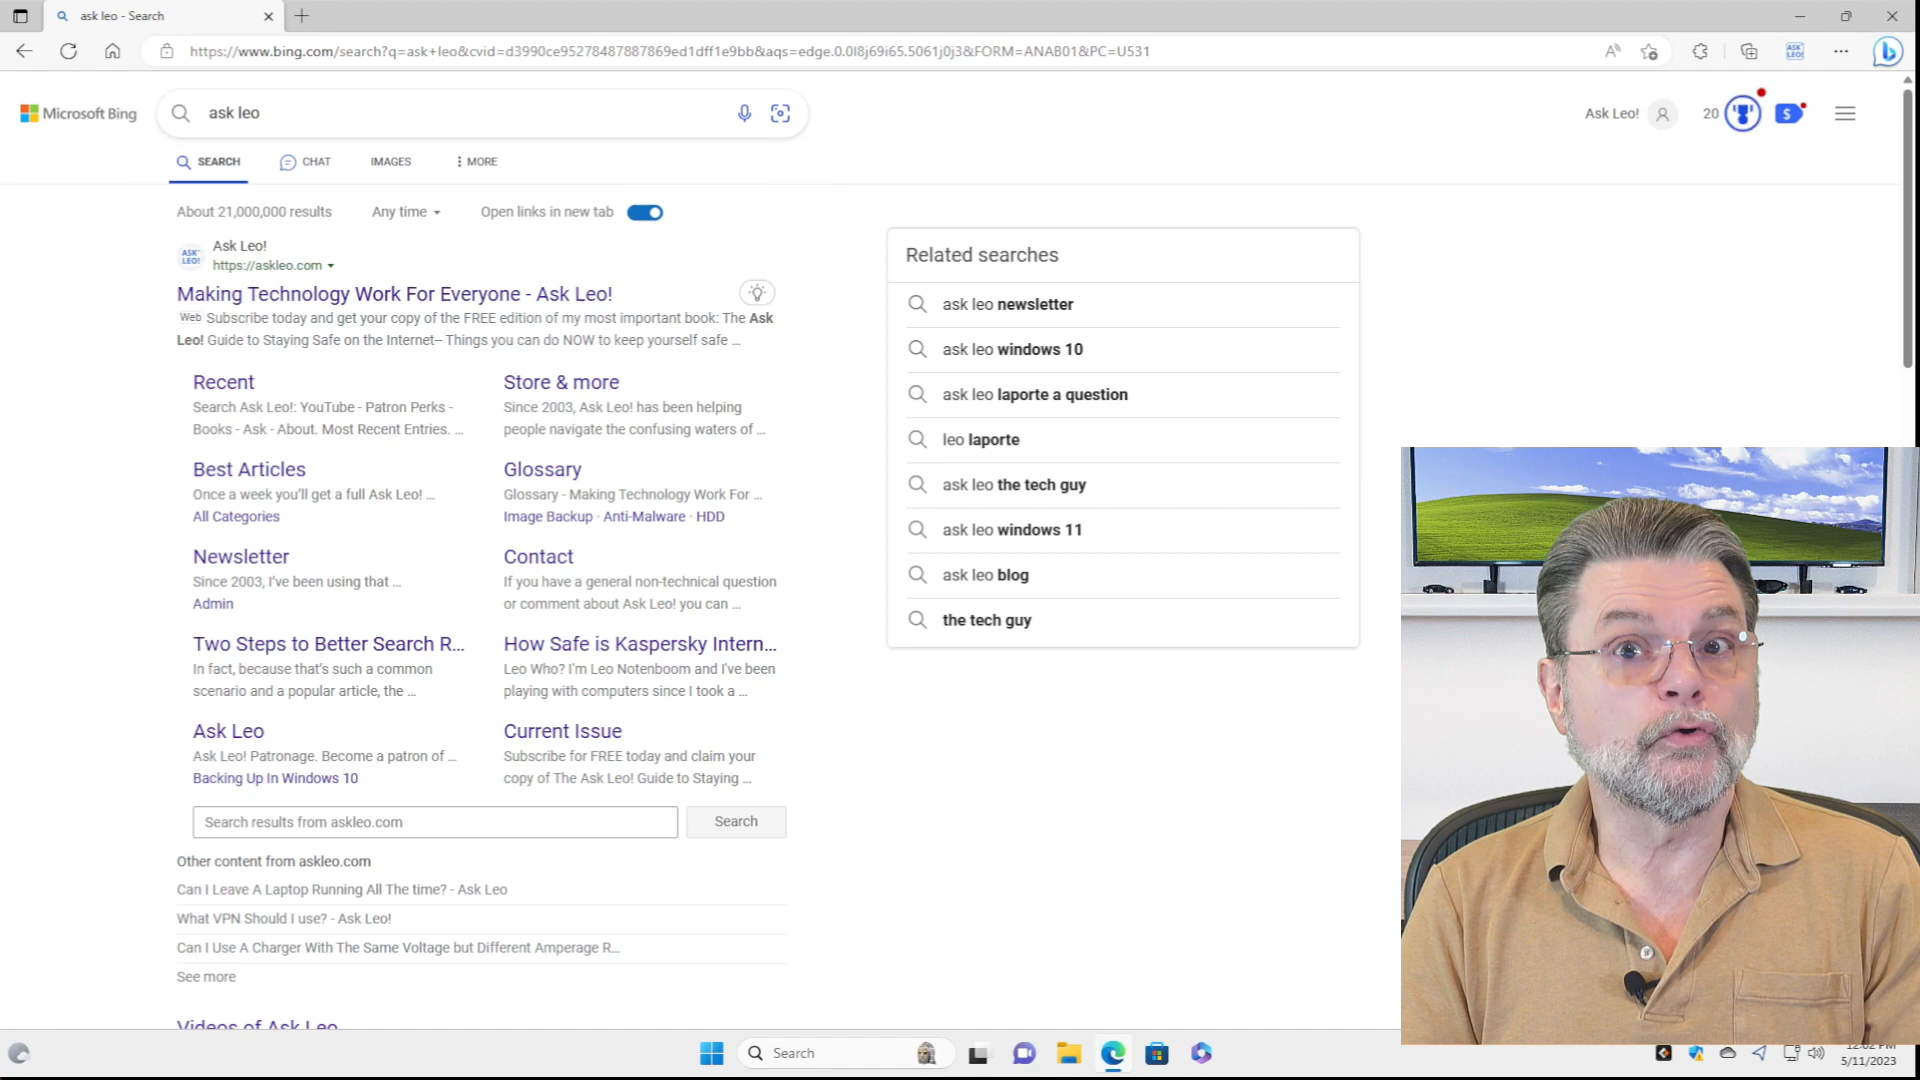 ask leo - Search
https://www.bing.com/search?q=ask+leo&cvid=d3990ce95278487887869ed1dff1e9bb&aqs=edge.0.0l8j69i65.5061j0j3&FORM=ANAB01&PC=U531
Microsoft Bing
ask leo
Ask Leo!
20
SEARCH
CHAT
IMAGES
MORE
About 21,000,000 results
Any time
Open links in new tab
ASK LEO!
Ask Leo!
https://askleo.com
Making Technology Work For Everyone - Ask Leo!
Web Subscribe today and get your copy of the FREE edition of my most important book: The Ask
Leo! Guide to Staying Safe on the Internet– Things you can do NOW to keep yourself safe ...
Recent
Search Ask Leo!: YouTube - Patron Perks -
Books - Ask - About. Most Recent Entries. ...
Store & more
Since 2003, Ask Leo! has been helping
people navigate the confusing waters of ...
Best Articles
Once a week you'll get a full Ask Leo! ...
All Categories
Glossary
Glossary - Making Technology Work For ...
Image Backup · Anti-Malware · HDD
Newsletter
Since 2003, I've been using that ...
Admin
Contact
If you have a general non-technical question
or comment about Ask Leo! you can ...
Two Steps to Better Search R...
In fact, because that's such a common
scenario and a popular article, the ...
How Safe is Kaspersky Intern...
Leo Who? I'm Leo Notenboom and I've been
playing with computers since I took a ...
Ask Leo
Ask Leo! Patronage. Become a patron of ...
Backing Up In Windows 10
Current Issue
Subscribe for FREE today and claim your
copy of The Ask Leo! Guide to Staying ...
Search results from askleo.com
Search
Other content from askleo.com
Can I Leave A Laptop Running All The time? - Ask Leo
What VPN Should I use? - Ask Leo!
Can I Use A Charger With The Same Voltage but Different Amperage R...
See more
Videos of Ask Leo
Related searches
ask leo newsletter
ask leo windows 10
ask leo laporte a question
leo laporte
ask leo the tech guy
ask leo windows 11
ask leo blog
the tech guy
Search
12:02 PM
5/11/2023